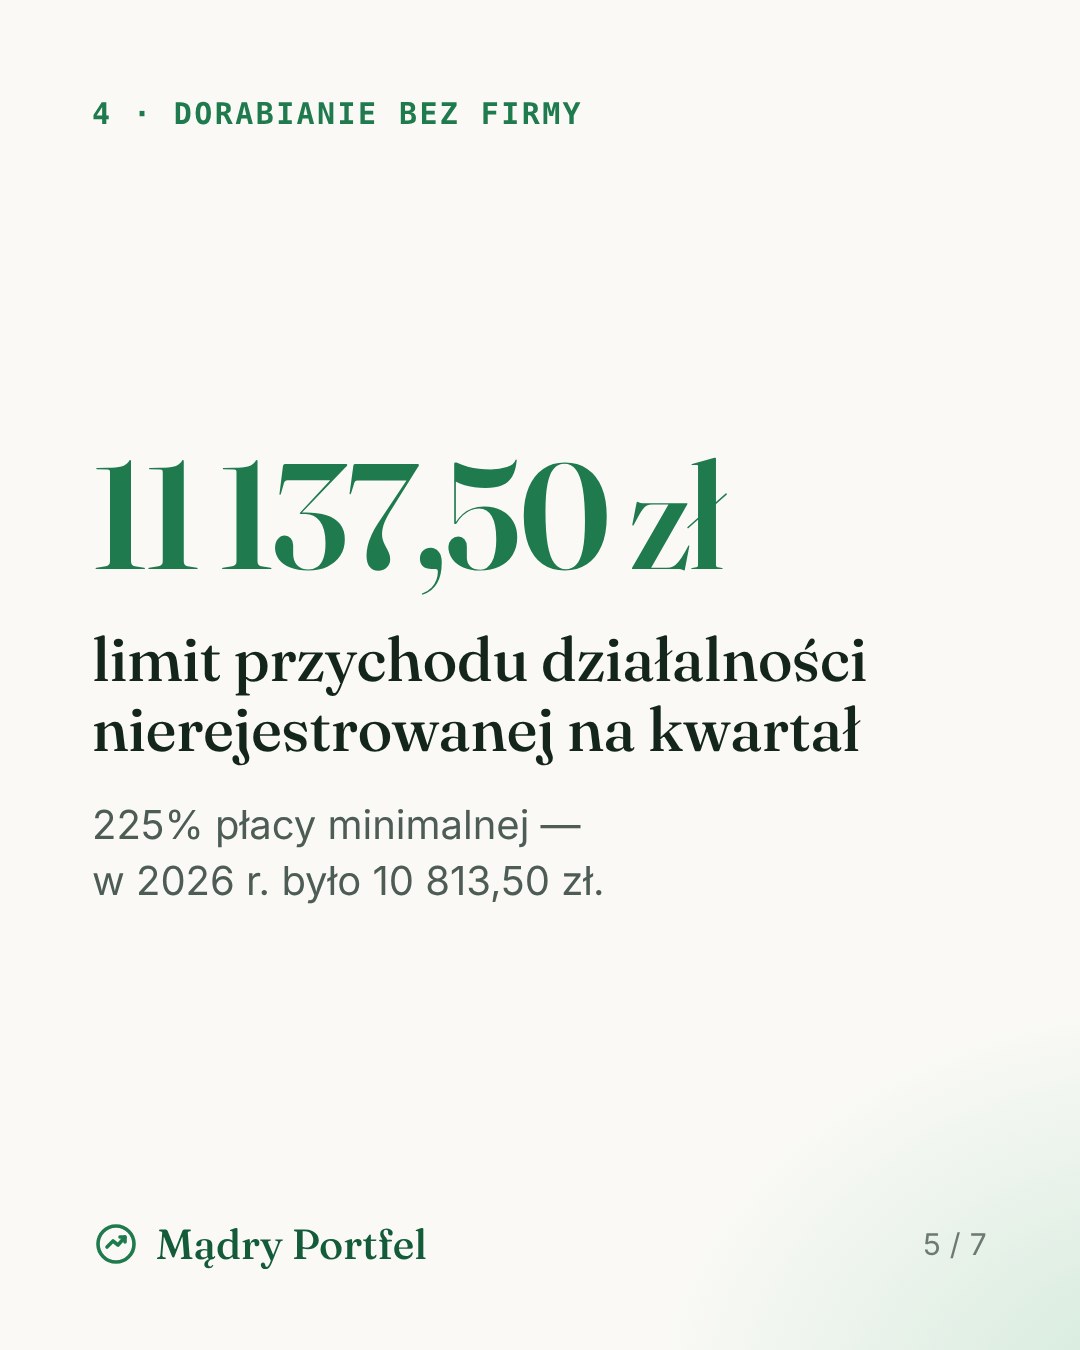 4 · DORABIANIE BEZ FIRMY
11 137,50 zł
limit przychodu działalności
nierejestrowanej na kwartał
225% płacy minimalnej —
w 2026 r. było 10 813,50 zł.
Mądry Portfel
5 / 7